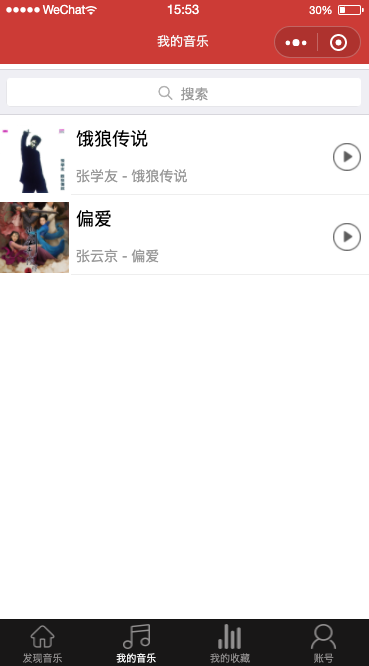 WeChat
15:53
30%
我的音乐
搜索
饿狼传说
张学友 - 饿狼传说
偏爱
张云京 - 偏爱
发现音乐
我的音乐
我的收藏
账号